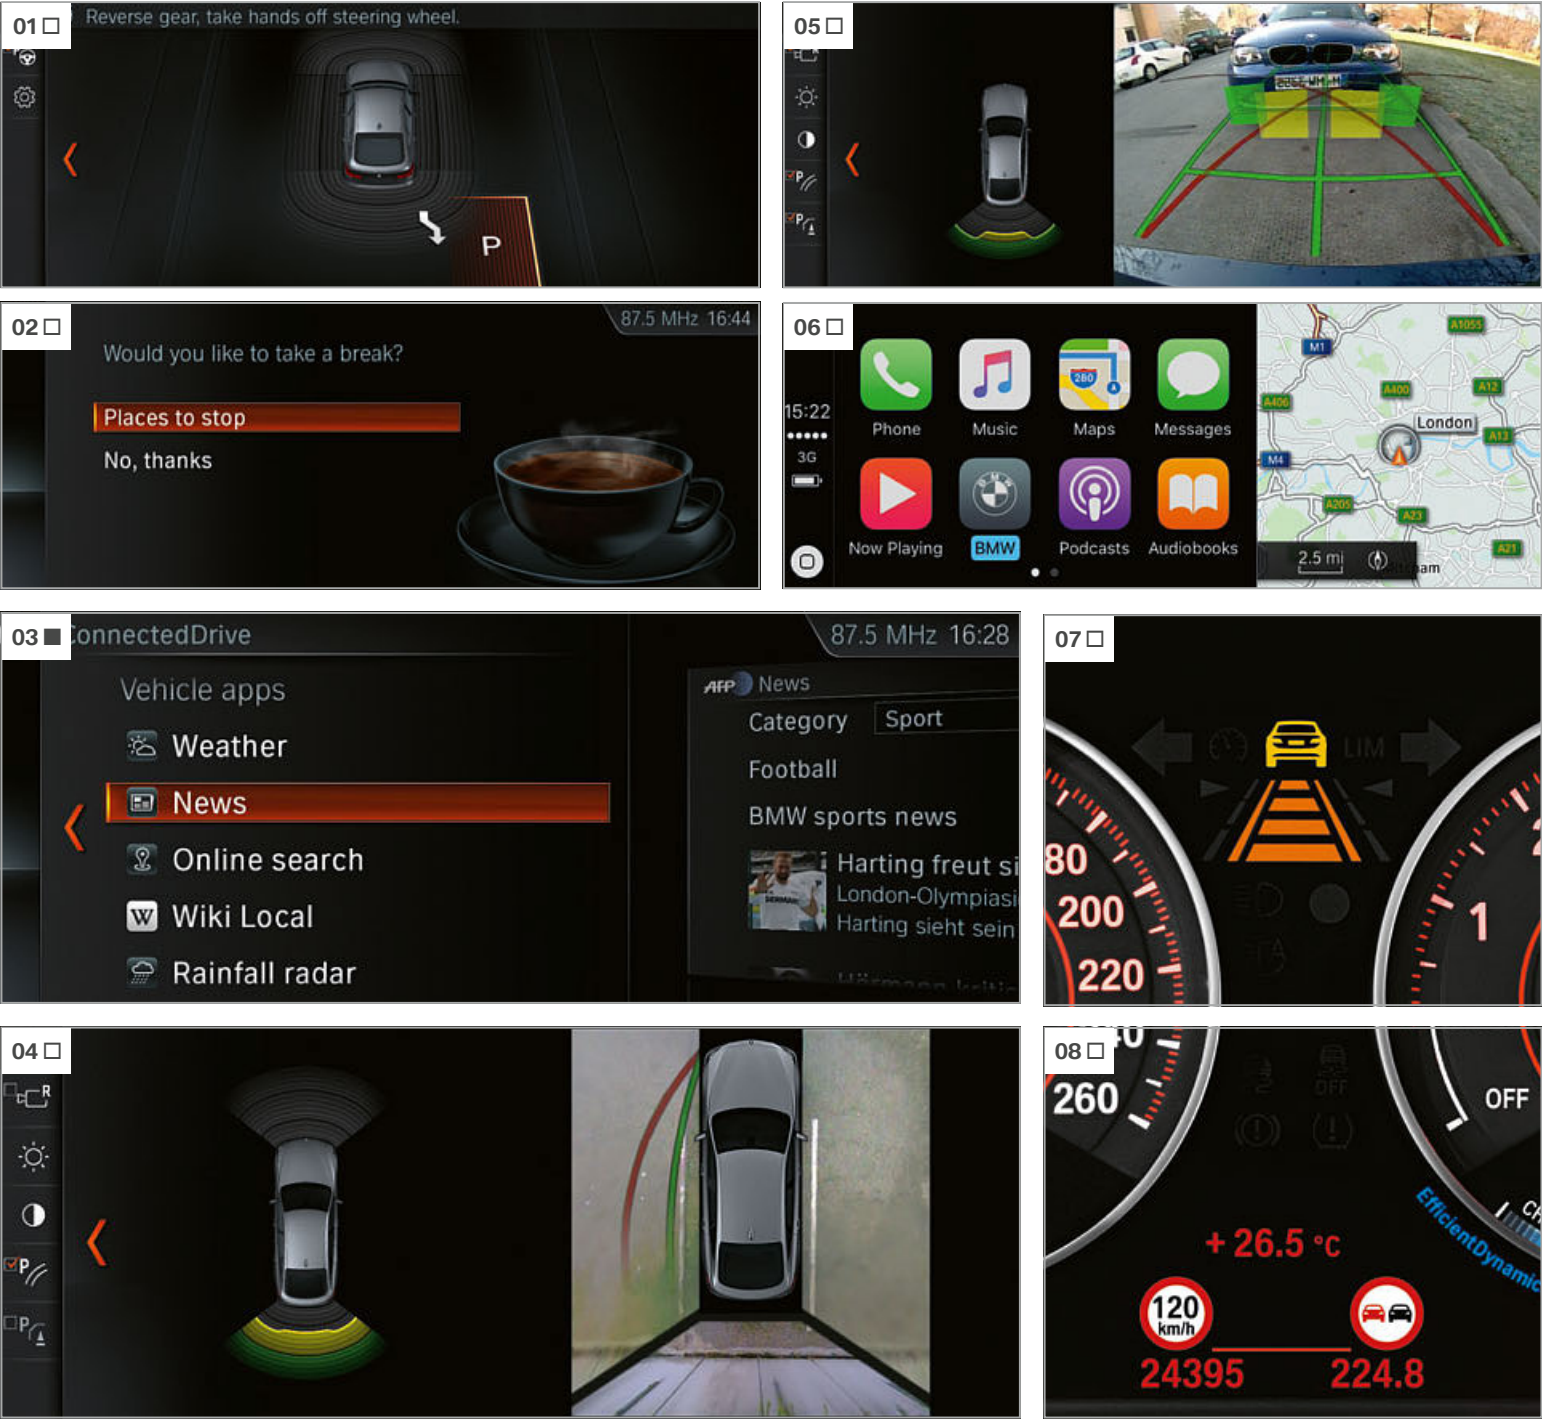 01
Reverse gear, take hands off steering wheel.
P
02
87.5 MHz 16:44
Would you like to take a break?
Places to stop
No, thanks
03
ConnectedDrive
87.5 MHz 16:28
Vehicle apps
Weather
News
Online search
W Wiki Local
Rainfall radar
AFP News
Category Sport
Football
BMW sports news
Harting freut si
London-Olympiasi
Harting sieht sein
04
R
P
P
05
P
P
06
15:22
3G
Phone
Music
Maps
Messages
280
Now Playing
BMW
Podcasts
Audiobooks
A1055
M1
A400
A12
A406
London
A13
M4
A205
A23
A21
2.5 mi
07
LIM
80
200
220
1
08
260
OFF
OFF
EfficientDynamic
+ 26.5 °C
120
km/h
24395
224.8